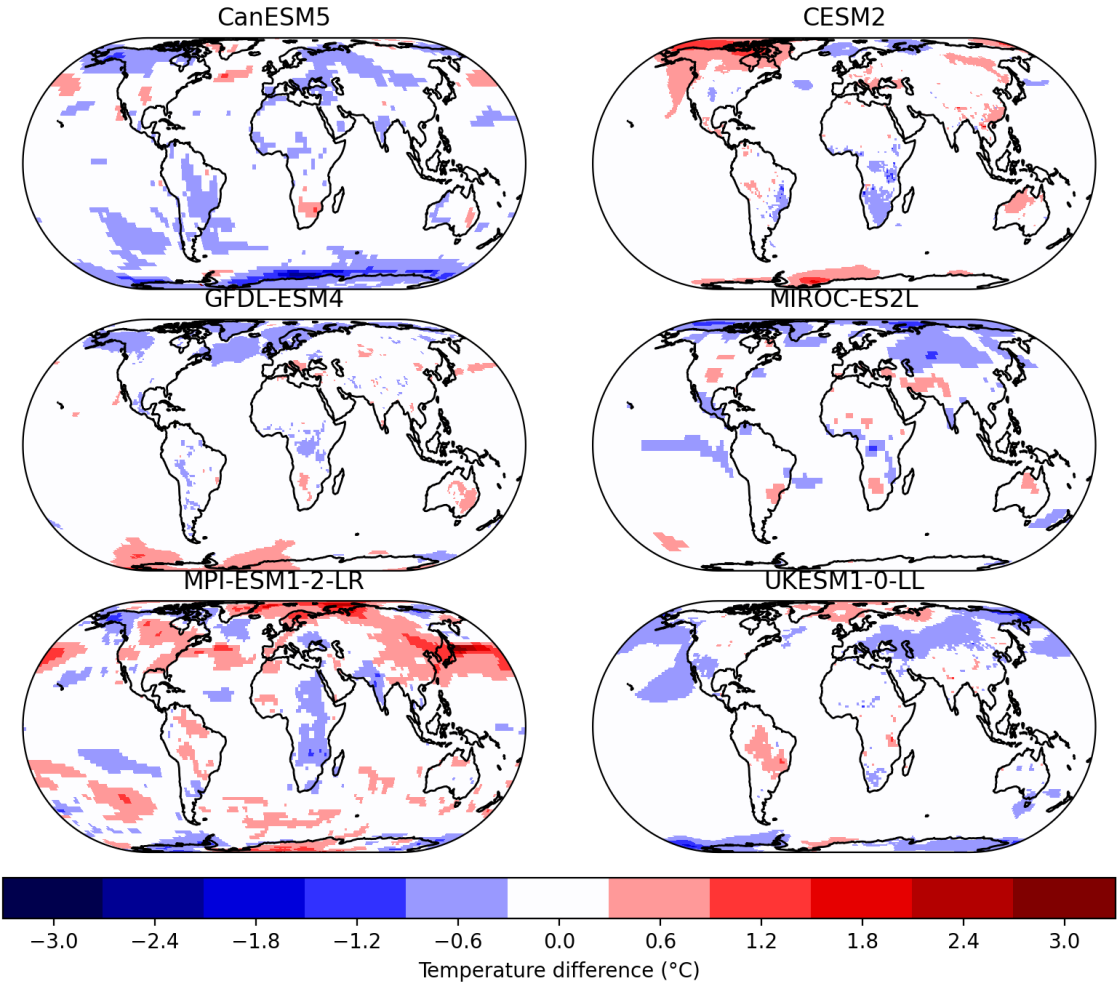 CanESM5
CESM2
GFDL-ESM4
MIROC-ES2L
MPI-ESM1-2-LR
UKESM1-0-LL
−3.0 −2.4 −1.8 −1.2 −0.6 0.0 0.6 1.2 1.8 2.4 3.0
Temperature difference (°C)